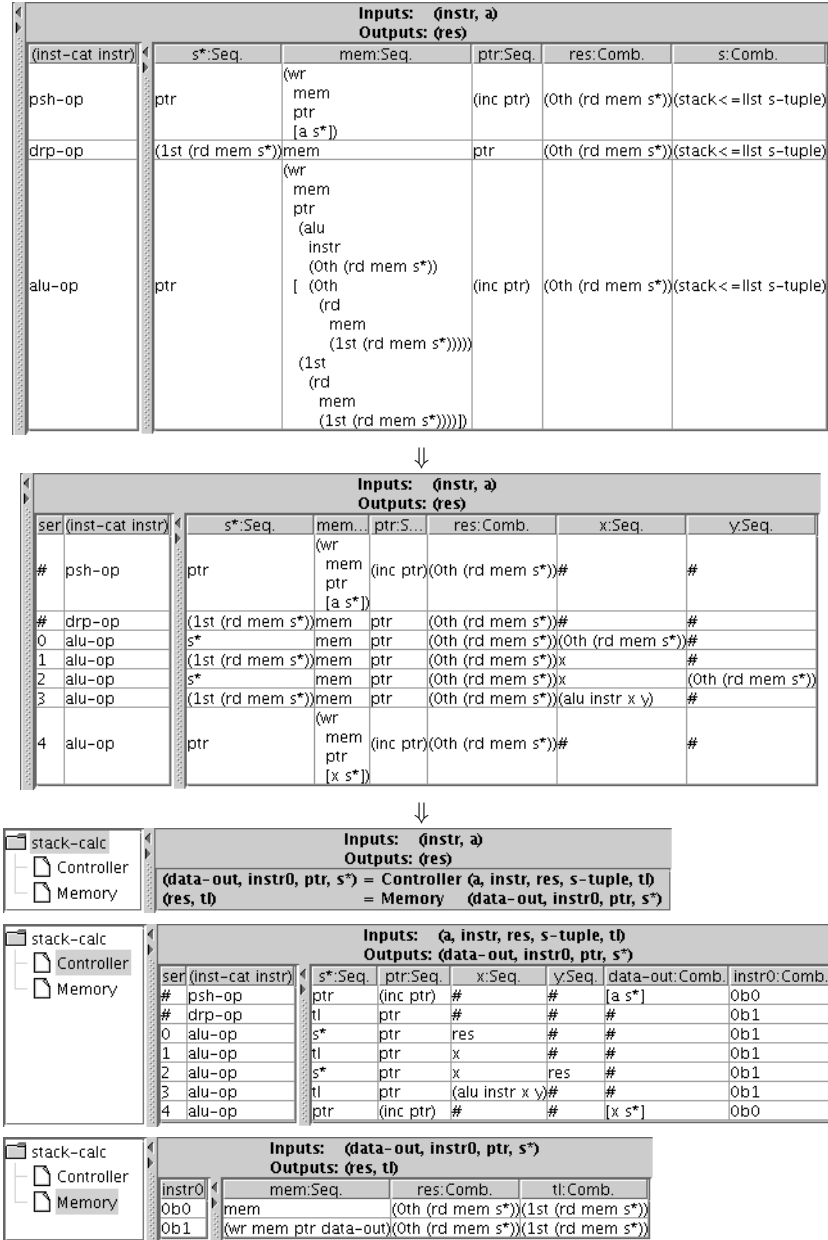 Inputs: (instr, a)
Outputs: (res)
(inst-cat instr) s*:Seq. mem:Seq. ptr:Seq. res:Comb. s:Comb.
psh-op ptr (wr mem ptr [a s*]) (inc ptr) (0th (rd mem s*)) (stack<=llst s-tuple)
drp-op (1st (rd mem s*)) mem ptr (0th (rd mem s*)) (stack<=llst s-tuple)
alu-op ptr (wr mem ptr (alu instr (0th (rd mem s*)) [ (0th (rd mem (1st (rd mem s*))))) (1st (rd mem (1st (rd mem s*))))]) (inc ptr) (0th (rd mem s*)) (stack<=llst s-tuple)
⇓
Inputs: (instr, a)
Outputs: (res)
ser (inst-cat instr) s*:Seq. mem... ptr:S... res:Comb. x:Seq. y:Seq.
# psh-op ptr (wr mem ptr [a s*]) (inc ptr) (0th (rd mem s*)) # #
# drp-op (1st (rd mem s*)) mem ptr (0th (rd mem s*)) # #
0 alu-op s* mem ptr (0th (rd mem s*)) (0th (rd mem s*)) #
1 alu-op (1st (rd mem s*)) mem ptr (0th (rd mem s*)) x #
2 alu-op s* mem ptr (0th (rd mem s*)) x (0th (rd mem s*))
3 alu-op (1st (rd mem s*)) mem ptr (0th (rd mem s*)) (alu instr x y) #
4 alu-op ptr (wr mem ptr [x s*]) (inc ptr) (0th (rd mem s*)) # #
⇓
stack-calc
Controller
Memory
Inputs: (instr, a)
Outputs: (res)
(data-out, instr0, ptr, s*) = Controller (a, instr, res, s-tuple, tl)
(res, tl) = Memory (data-out, instr0, ptr, s*)
stack-calc
Controller
Memory
Inputs: (a, instr, res, s-tuple, tl)
Outputs: (data-out, instr0, ptr, s*)
ser (inst-cat instr) s*:Seq. ptr:Seq. x:Seq. y:Seq. data-out:Comb. instr0:Comb.
# psh-op ptr (inc ptr) # # [a s*] 0b0
# drp-op tl ptr # # # 0b1
0 alu-op s* ptr res # # 0b1
1 alu-op tl ptr x # # 0b1
2 alu-op s* ptr x res # 0b1
3 alu-op tl ptr (alu instr x y) # # 0b1
4 alu-op ptr (inc ptr) # # [x s*] 0b0
stack-calc
Controller
Memory
Inputs: (data-out, instr0, ptr, s*)
Outputs: (res, tl)
instr0 mem:Seq. res:Comb. tl:Comb.
0b0 mem (0th (rd mem s*)) (1st (rd mem s*))
0b1 (wr mem ptr data-out) (0th (rd mem s*)) (1st (rd mem s*))